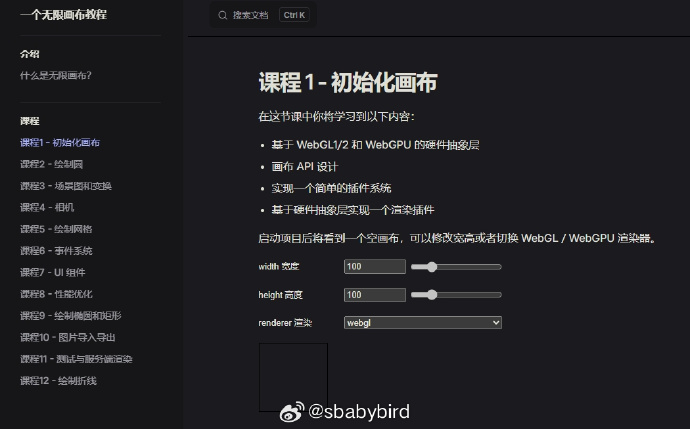 一个无限画布教程
搜索文档 Ctrl K
介绍
什么是无限画布？
课程
课程1 - 初始化画布
课程2 - 绘制圆
课程3 - 场景图和变换
课程4 - 相机
课程5 - 绘制网格
课程6 - 事件系统
课程7 - UI 组件
课程8 - 性能优化
课程9 - 绘制椭圆和矩形
课程10 - 图片导入导出
课程11 - 测试与服务端渲染
课程12 - 绘制折线
课程 1 - 初始化画布
在这节课中你将学习到以下内容：
基于 WebGL1/2 和 WebGPU 的硬件抽象层
画布 API 设计
实现一个简单的插件系统
基于硬件抽象层实现一个渲染插件
启动项目后将看到一个空画布，可以修改宽高或者切换 WebGL / WebGPU 渲染器。
width 宽度 100
height 高度 100
renderer 渲染 webgl
@sbabybird